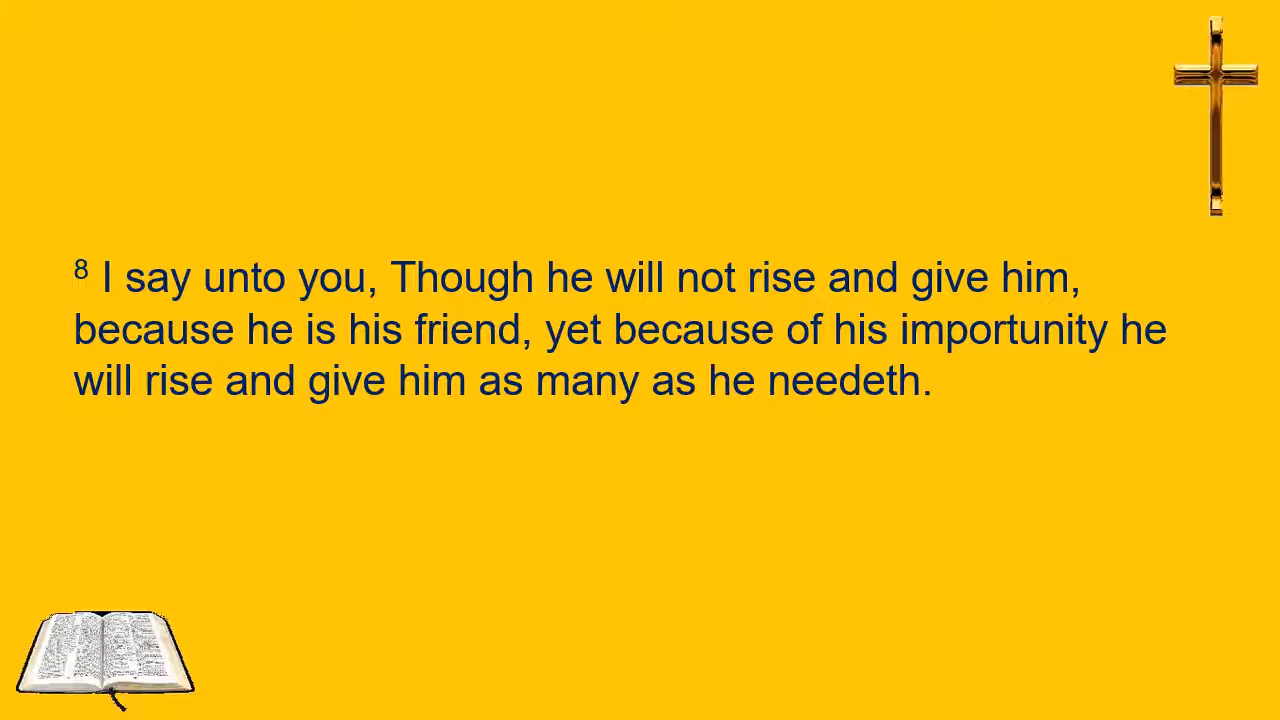 8 I say unto you, Though he will not rise and give him,
because he is his friend, yet because of his importunity he
will rise and give him as many as he needeth.